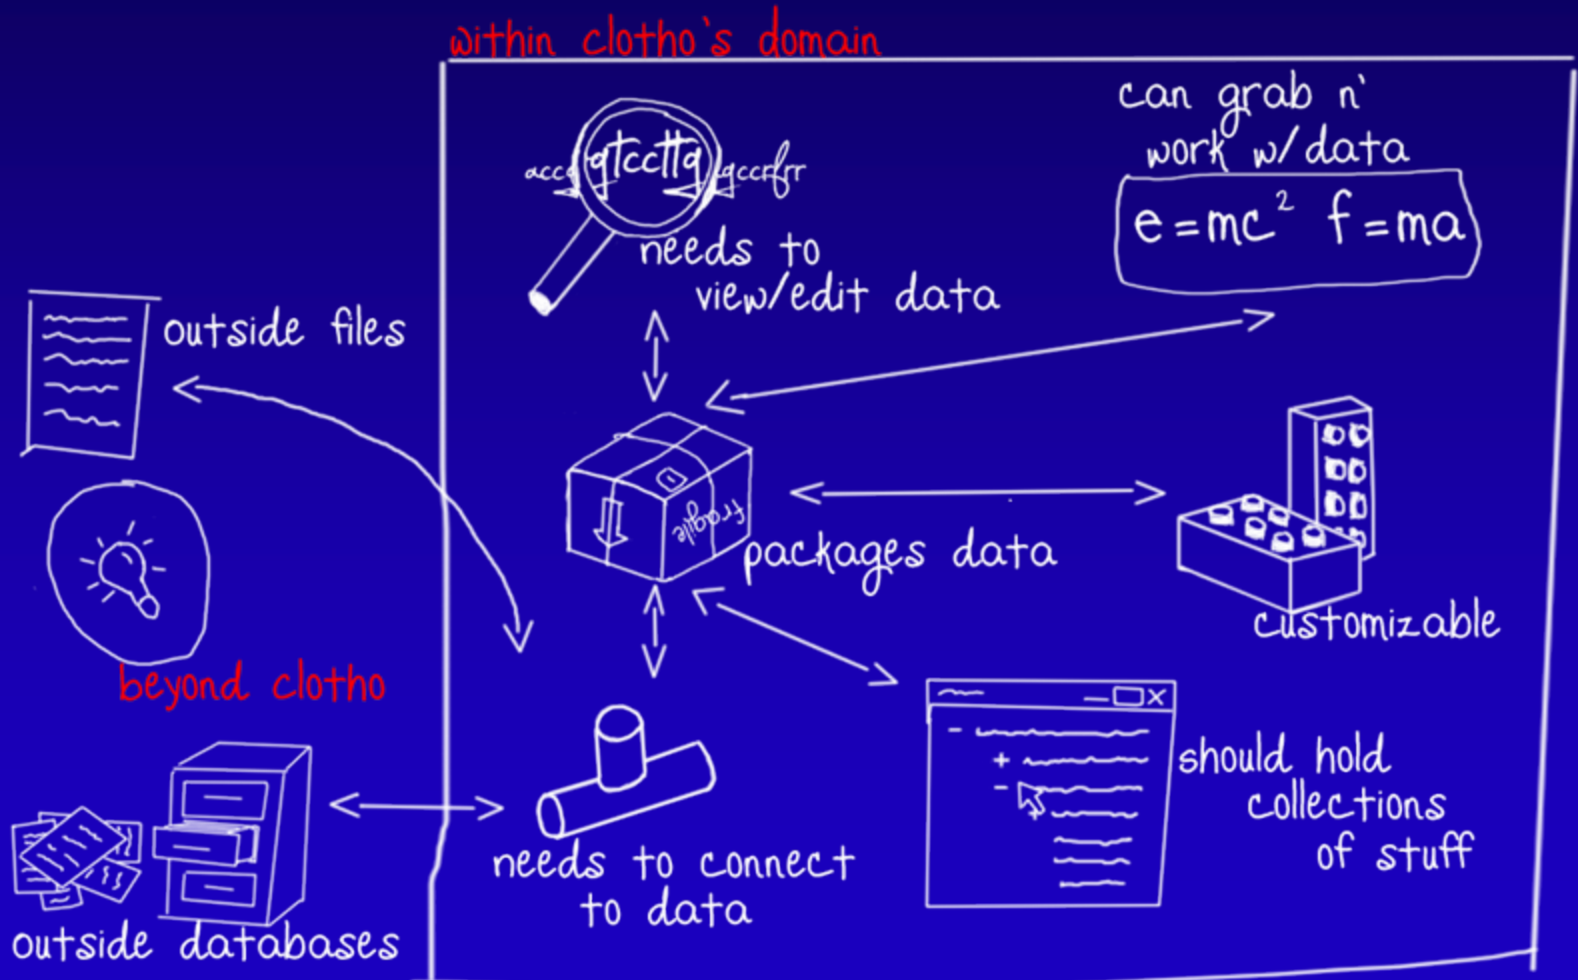 within clotho's domain
can grab n'
work w/data
e=mc² f=ma
gtccttg
needs to
view/edit data
outside files
fragile
packages data
customizable
beyond clotho
should hold
collections
of stuff
needs to connect
to data
outside databases